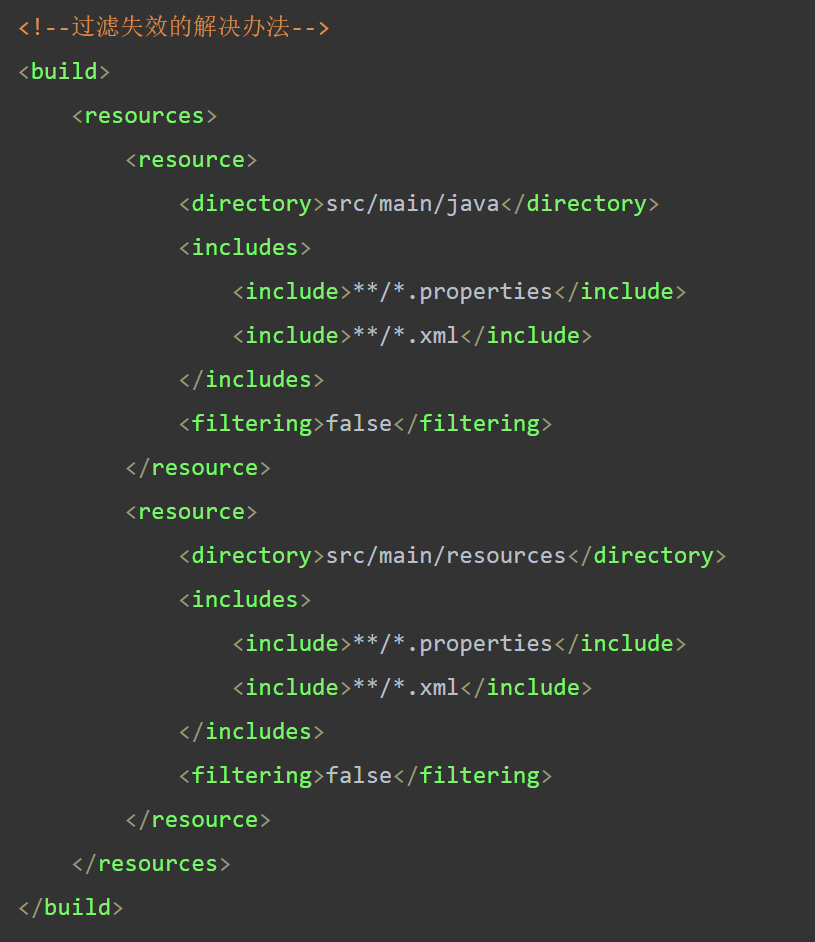 <!--过滤失效的解决办法-->
<build>
    <resources>
        <resource>
            <directory>src/main/java</directory>
            <includes>
                <include>**/*.properties</include>
                <include>**/*.xml</include>
            </includes>
            <filtering>false</filtering>
        </resource>
        <resource>
            <directory>src/main/resources</directory>
            <includes>
                <include>**/*.properties</include>
                <include>**/*.xml</include>
            </includes>
            <filtering>false</filtering>
        </resource>
    </resources>
</build>